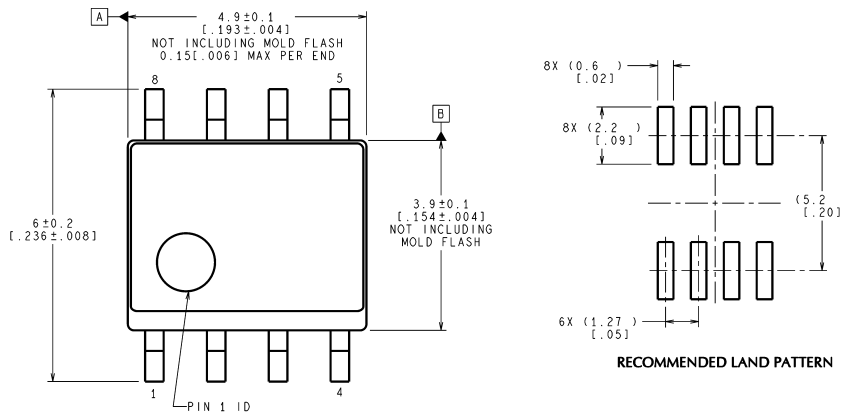 A
4.9±0.1
[.193±.004]
NOT INCLUDING MOLD FLASH
0.15[.006] MAX PER END
8
5
B
6±0.2
[.236±.008]
3.9±0.1
[.154±.004]
NOT INCLUDING
MOLD FLASH
1
4
PIN 1 ID
8X (0.6 )
[.02]
8X (2.2 )
[.09]
(5.2
[.20]
6X (1.27 )
[.05]
RECOMMENDED LAND PATTERN